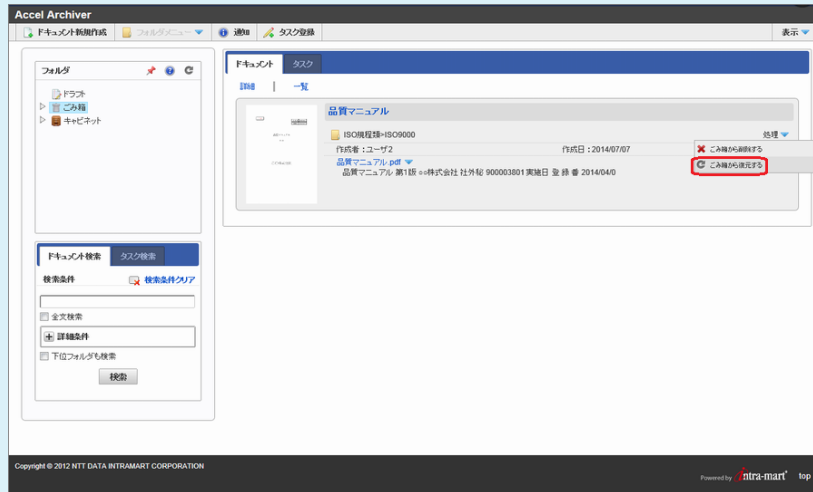 Accel Archiver
ドキュメント新規作成 フォルダメニュー 通知 タスク登録 表示
フォルダ
ドラフト
ごみ箱
キャビネット
ドキュメント検索 タスク検索
検索条件 検索条件クリア
全文検索
詳細条件
下位フォルダも検索
検索
ドキュメント タスク
詳細 | 一覧
品質マニュアル
ISO規程類>ISO9000 処理
作成者：ユーザ2 作成日：2014/07/07
品質マニュアル.pdf
品質マニュアル 第1版 ○○株式会社 社外秘 900003801 実施日 登 録 番 2014/04/0
ごみ箱から削除する
ごみ箱から復元する
Copyright © 2012 NTT DATA INTRAMART CORPORATION
Powered by intra-mart top